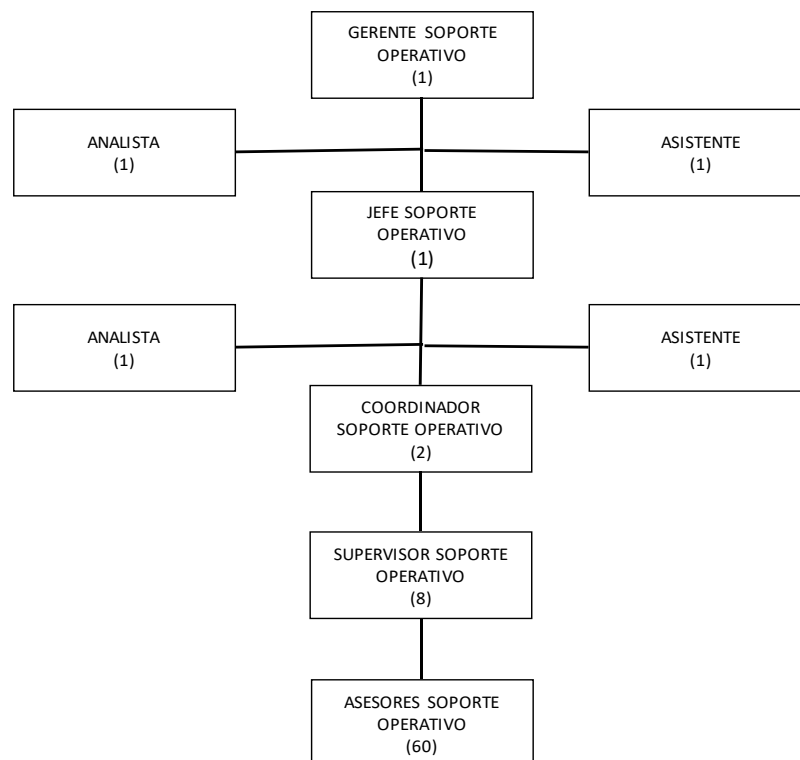 GERENTE SOPORTE
OPERATIVO
(1)
ANALISTA
(1)
ASISTENTE
(1)
JEFE SOPORTE
OPERATIVO
(1)
ANALISTA
(1)
ASISTENTE
(1)
COORDINADOR
SOPORTE OPERATIVO
(2)
SUPERVISOR SOPORTE
OPERATIVO
(8)
ASESORES SOPORTE
OPERATIVO
(60)